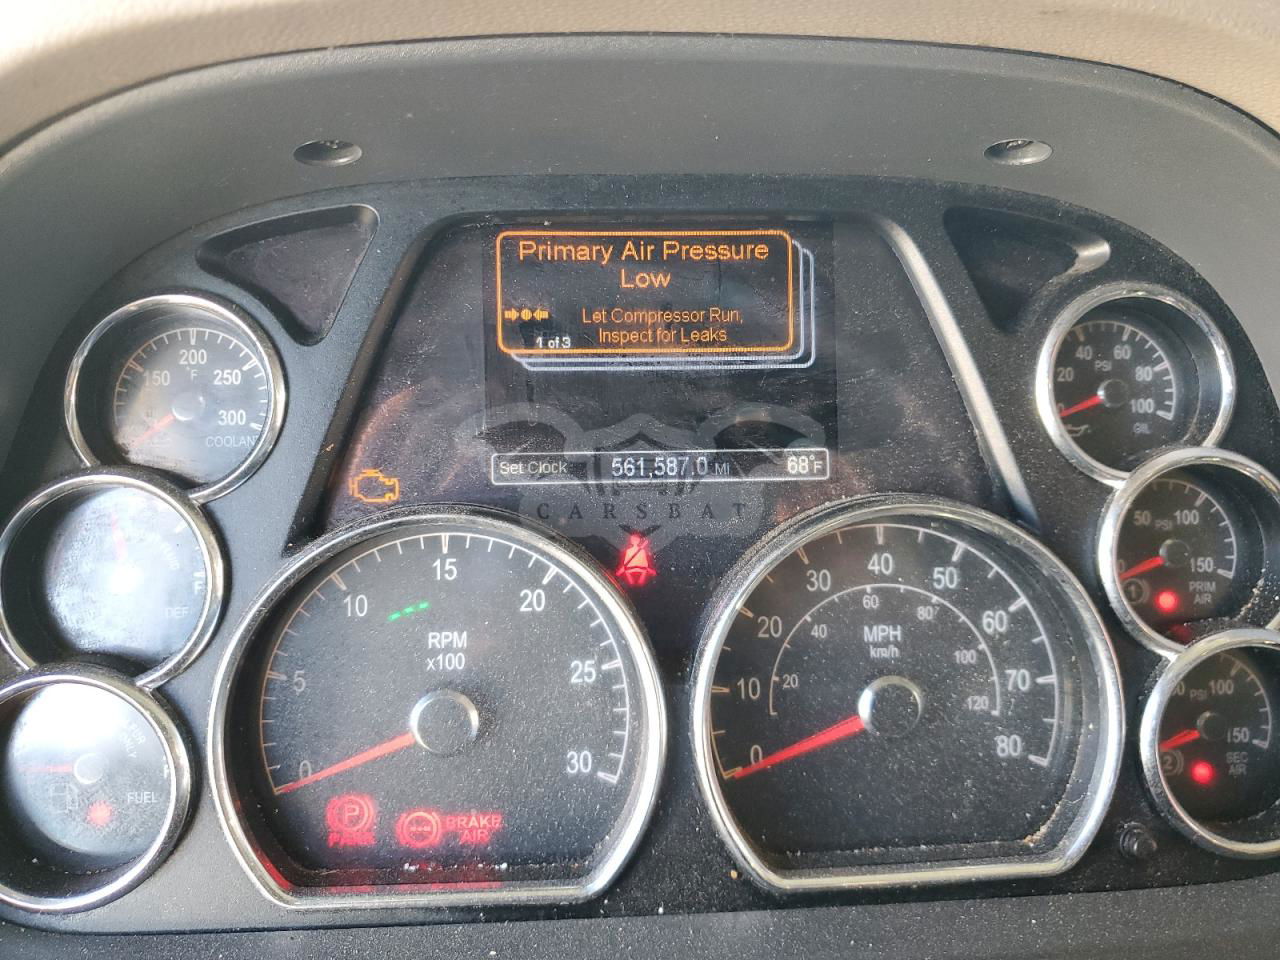 Primary Air Pressure
Low
Let Compressor Run,
Inspect for Leaks
1 of 3
Set Clock 561,587.0 MI 68°F
CARSBAT
150 200 250 300
°F
COOLANT
DEF
FUEL
0 5 10 15 20 25 30
RPM
x100
P
PARK
BRAKE
AIR
0 10 20 30 40 50 60 70 80
20 40 60 80 100 120
MPH
km/h
0 20 40 60 80 100
PSI
OIL
50 100 150
PSI
1
PRIM
AIR
100 150
PSI
2
SEC
AIR